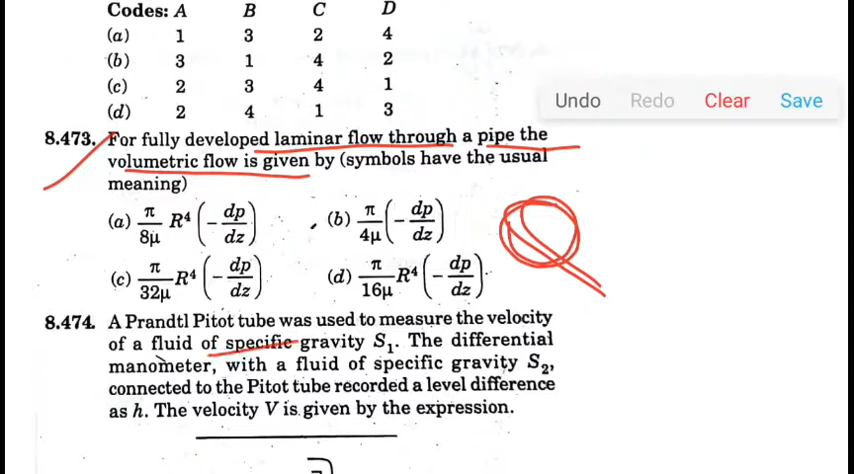 Codes: A B C D
(a) 1 3 2 4
(b) 3 1 4 2
(c) 2 3 4 1
(d) 2 4 1 3
Undo Redo Clear Save
8.473. For fully developed laminar flow through a pipe the
volumetric flow is given by (symbols have the usual
meaning)
(a) π/8μ R⁴ (− dp/dz) (b) π/4μ (− dp/dz)
(c) π/32μ R⁴ (− dp/dz) (d) π/16μ R⁴ (− dp/dz)
8.474. A Prandtl Pitot tube was used to measure the velocity
of a fluid of specific gravity S₁. The differential
manometer, with a fluid of specific gravity S₂,
connected to the Pitot tube recorded a level difference
as h. The velocity V is given by the expression.